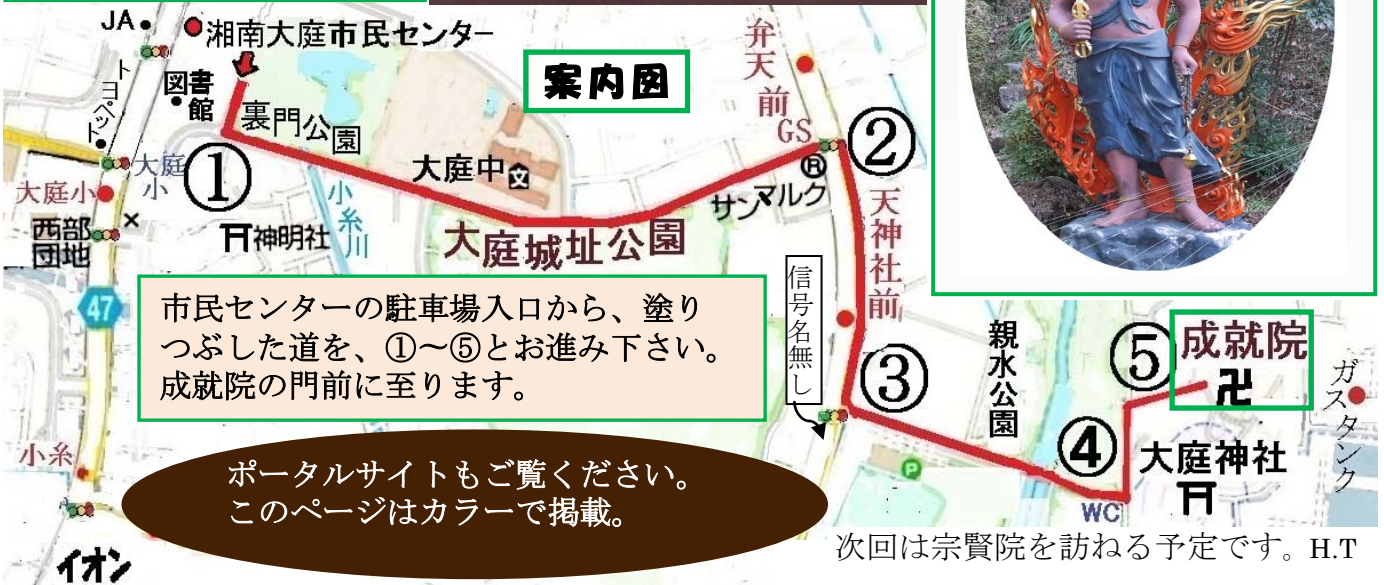 JA
湘南大庭市民センター
トヨペット
図書館
裏門公園
案内図
弁天前
GS
②
大庭小
大庭小
①
大庭中
文
小糸川
サンマルク
R
西部団地
神明社
大庭城址公園
天神社前
47
市民センターの駐車場入口から、塗り
つぶした道を、①～⑤とお進み下さい。
成就院の門前に至ります。
信号名無し
③
親水公園
⑤
成就院
ガスタンク
小糸
④
大庭神社
P
WC
ポータルサイトもご覧ください。
このページはカラーで掲載。
イオン
次回は宗賢院を訪ねる予定です。H.T